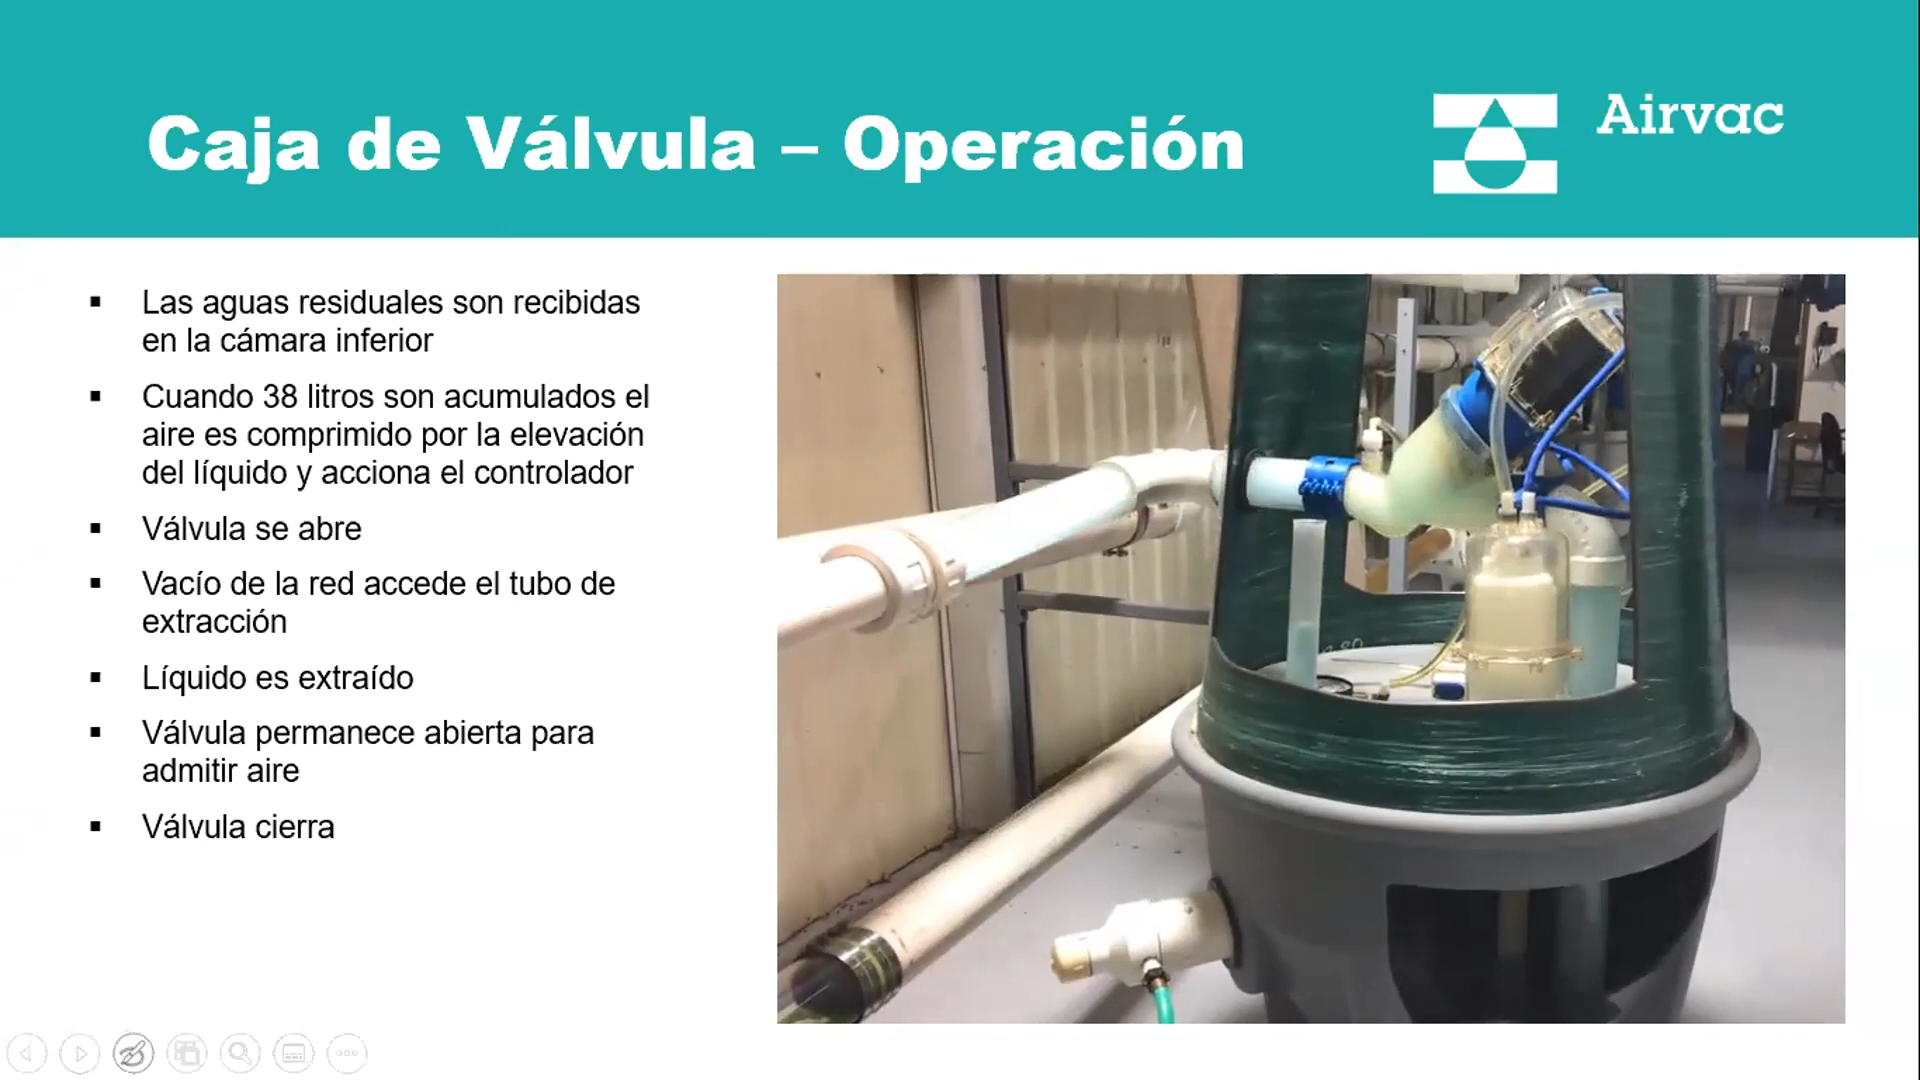 Caja de Válvula – Operación
Airvac
▪ Las aguas residuales son recibidas
en la cámara inferior
▪ Cuando 38 litros son acumulados el
aire es comprimido por la elevación
del líquido y acciona el controlador
▪ Válvula se abre
▪ Vacío de la red accede el tubo de
extracción
▪ Líquido es extraído
▪ Válvula permanece abierta para
admitir aire
▪ Válvula cierra